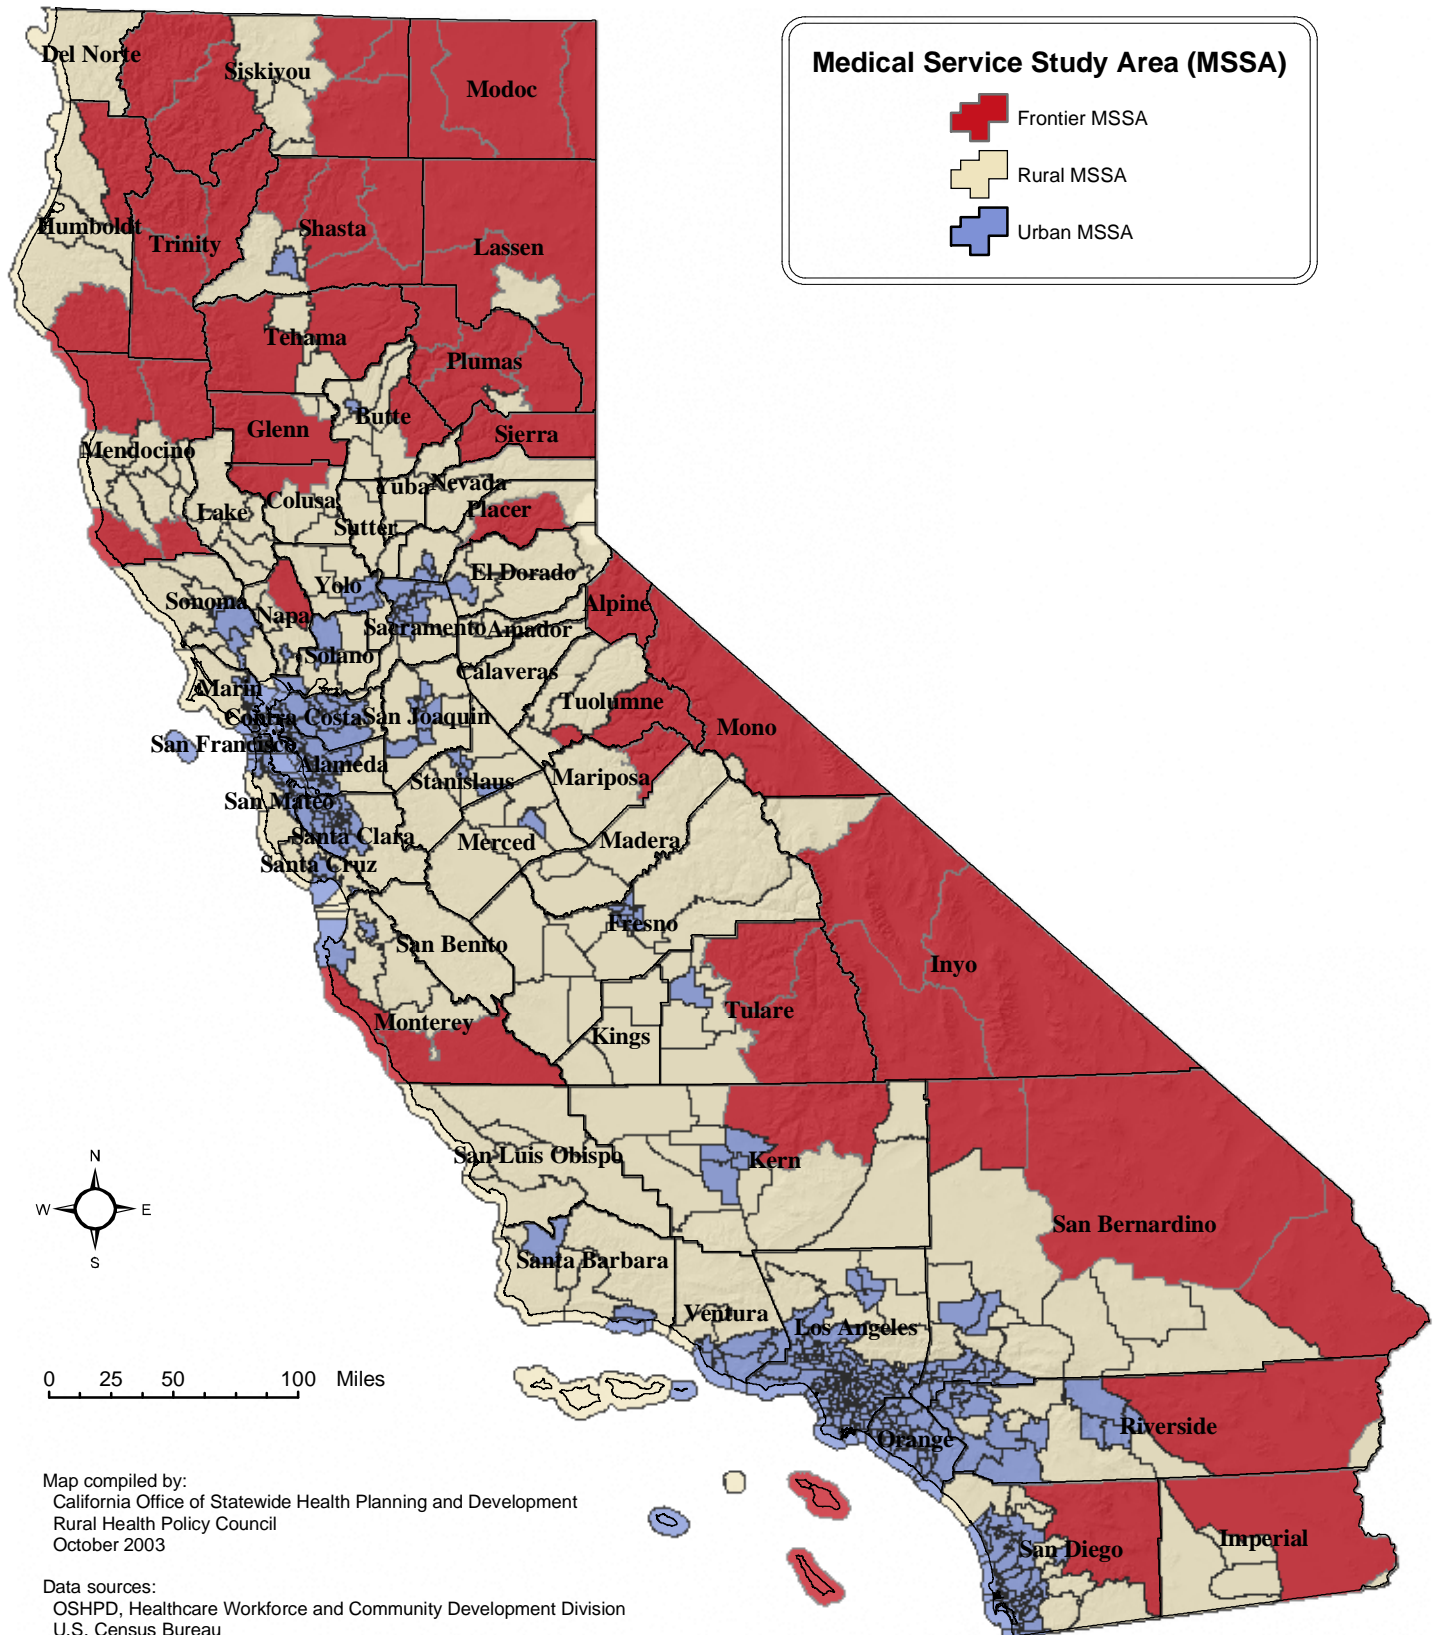 Medical Service Study Area (MSSA)
Frontier MSSA
Rural MSSA
Urban MSSA
Del Norte
Siskiyou
Modoc
Humboldt
Trinity
Shasta
Lassen
Tehama
Plumas
Butte
Glenn
Sierra
Mendocino
Yuba
Nevada
Colusa
Lake
Placer
Sutter
El Dorado
Yolo
Sonoma
Napa
Alpine
Sacramento
Amador
Solano
Calaveras
Marin
Tuolumne
Contra Costa
San Joaquin
Mono
San Francisco
Alameda
Stanislaus
Mariposa
San Mateo
Santa Clara
Merced
Madera
Santa Cruz
Fresno
San Benito
Inyo
Tulare
Monterey
Kings
San Luis Obispo
Kern
N
W E
S
San Bernardino
Santa Barbara
Ventura
Los Angeles
0 25 50 100 Miles
Riverside
Orange
Imperial
San Diego
Map compiled by:
California Office of Statewide Health Planning and Development
Rural Health Policy Council
October 2003
Data sources:
OSHPD, Healthcare Workforce and Community Development Division
U.S. Census Bureau